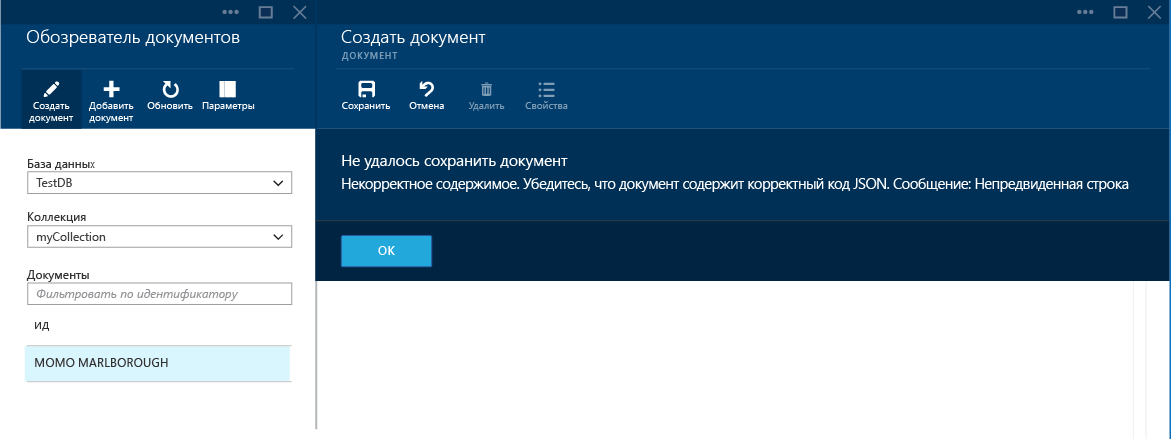 Обозреватель документов
Создать документ
Добавить документ
Обновить
Параметры
База данных
TestDB
Коллекция
myCollection
Документы
Фильтровать по идентификатору
ИД
MOMO MARLBOROUGH
Создать документ
ДОКУМЕНТ
Сохранить
Отмена
Удалить
Свойства
Не удалось сохранить документ
Некорректное содержимое. Убедитесь, что документ содержит корректный код JSON. Сообщение: Непредвиденная строка
ОК